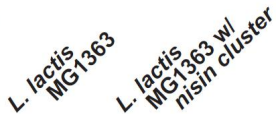 L. lactis
MG1363
L. lactis
MG1363 w/
nisin cluster